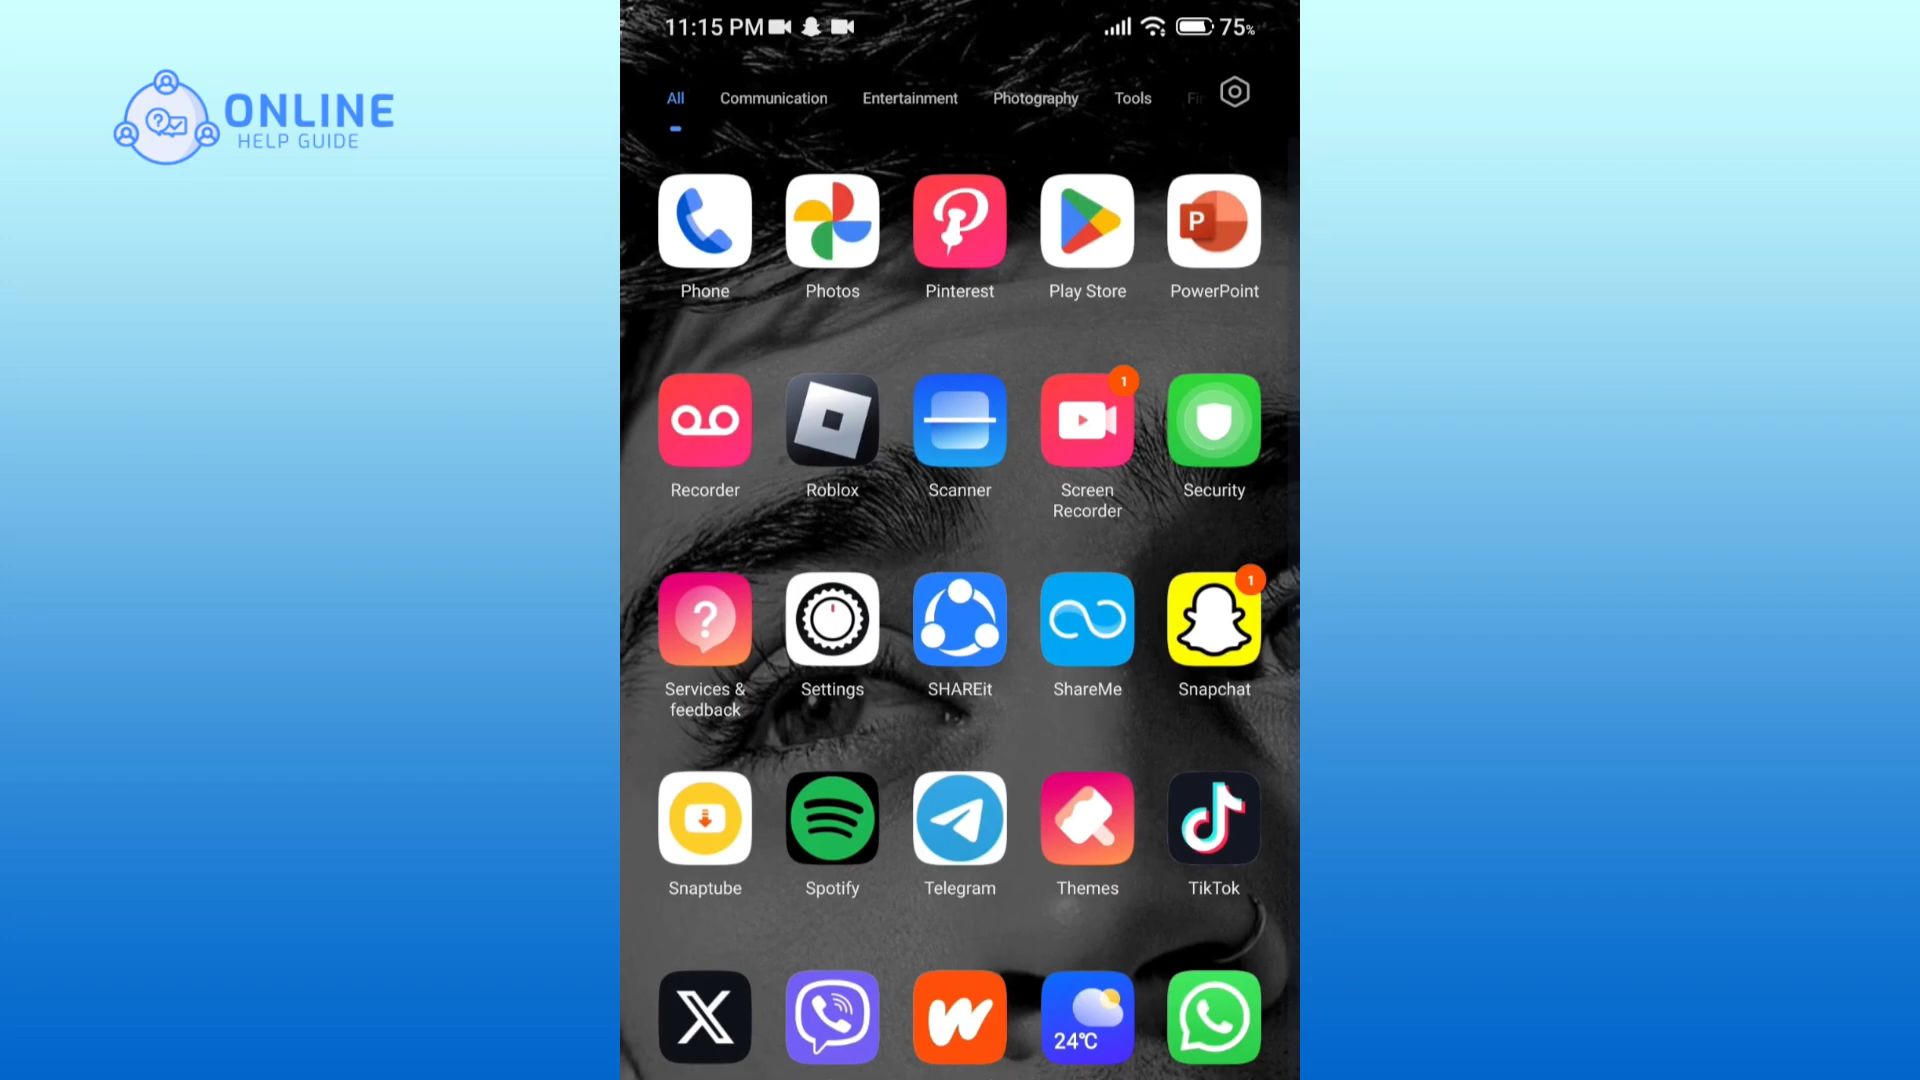 11:15 PM
75%
ONLINE
HELP GUIDE
All Communication Entertainment Photography Tools Fi
Phone Photos Pinterest Play Store PowerPoint
P
1
Recorder Roblox Scanner Screen Recorder Security
1
?
Services & feedback Settings SHAREit ShareMe Snapchat
Snaptube Spotify Telegram Themes TikTok
24°C